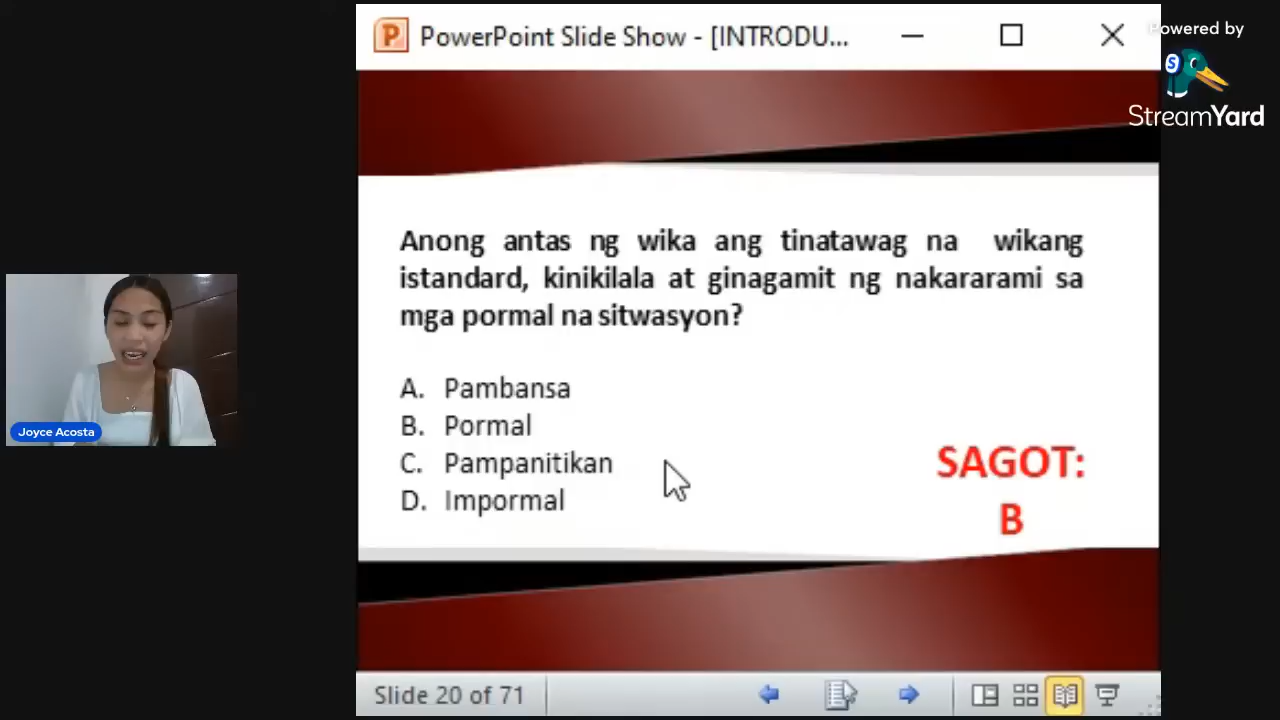 PowerPoint Slide Show - [INTRODU...
Powered by
StreamYard
Anong antas ng wika ang tinatawag na wikang
istandard, kinikilala at ginagamit ng nakararami sa
mga pormal na sitwasyon?
A. Pambansa
B. Pormal
C. Pampanitikan
D. Impormal
SAGOT:
B
Joyce Acosta
Slide 20 of 71